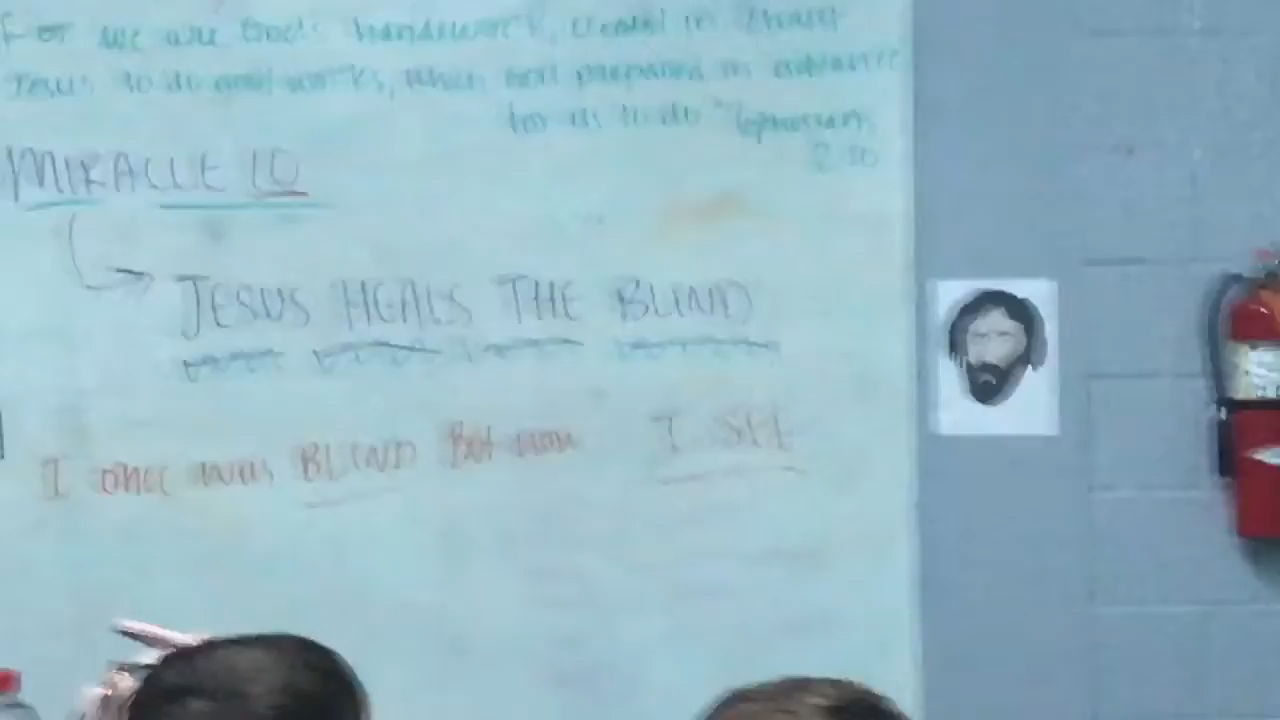 For we are God's handiwork, created in Christ
Jesus to do good works, which God prepared in advance
for us to do "Ephesians
2:10
MIRACLE 10
JESUS HEALS THE BLIND
I once was BLIND But now I SEE